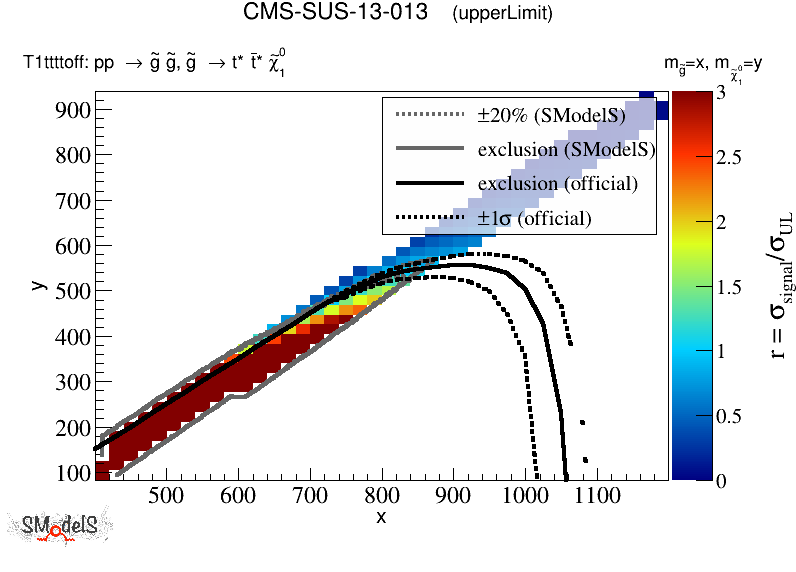 CMS-SUS-13-013 (upperLimit)
T1ttttoff: pp → g̃ g̃, g̃ → t* t̄* χ̃₁⁰
m_g̃=x, m_χ̃₁⁰=y
±20% (SModelS)
exclusion (SModelS)
exclusion (official)
±1σ (official)
900
800
700
600
500
400
300
200
100
y
500 600 700 800 900 1000 1100
x
3
2.5
2
1.5
1
0.5
0
r = σ_signal/σ_UL
SModelS